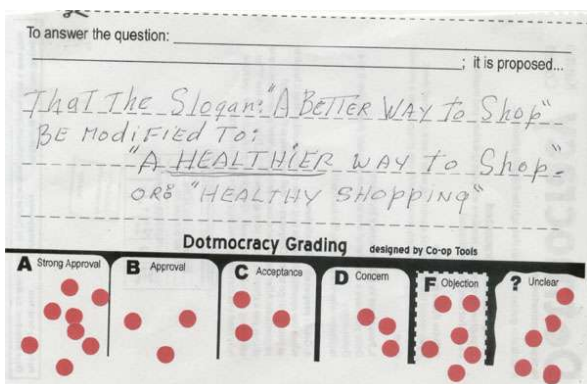 To answer the question:
; it is proposed...
That The Slogan: "A BETTER WAY to Shop"
BE MODIFIED TO:
"A HEALTHIER WAY to Shop"-
OR: "HEALTHY SHOPPING"
Dotmocracy Grading designed by Co-op Tools
A Strong Approval B Approval C Acceptance D Concern F Objection ? Unclear